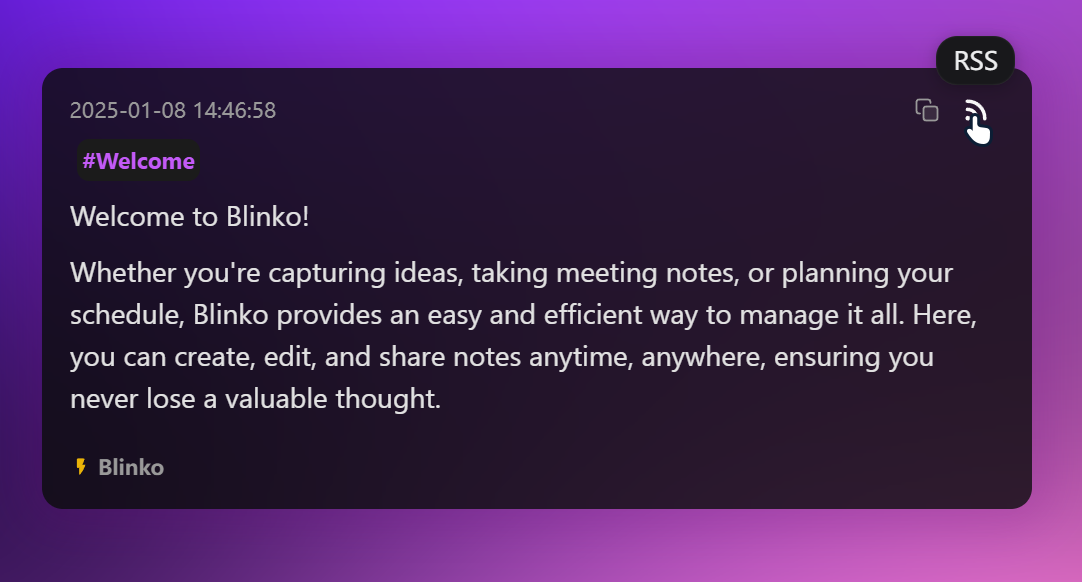 RSS
2025-01-08 14:46:58
#Welcome
Welcome to Blinko!
Whether you're capturing ideas, taking meeting notes, or planning your
schedule, Blinko provides an easy and efficient way to manage it all. Here,
you can create, edit, and share notes anytime, anywhere, ensuring you
never lose a valuable thought.
Blinko